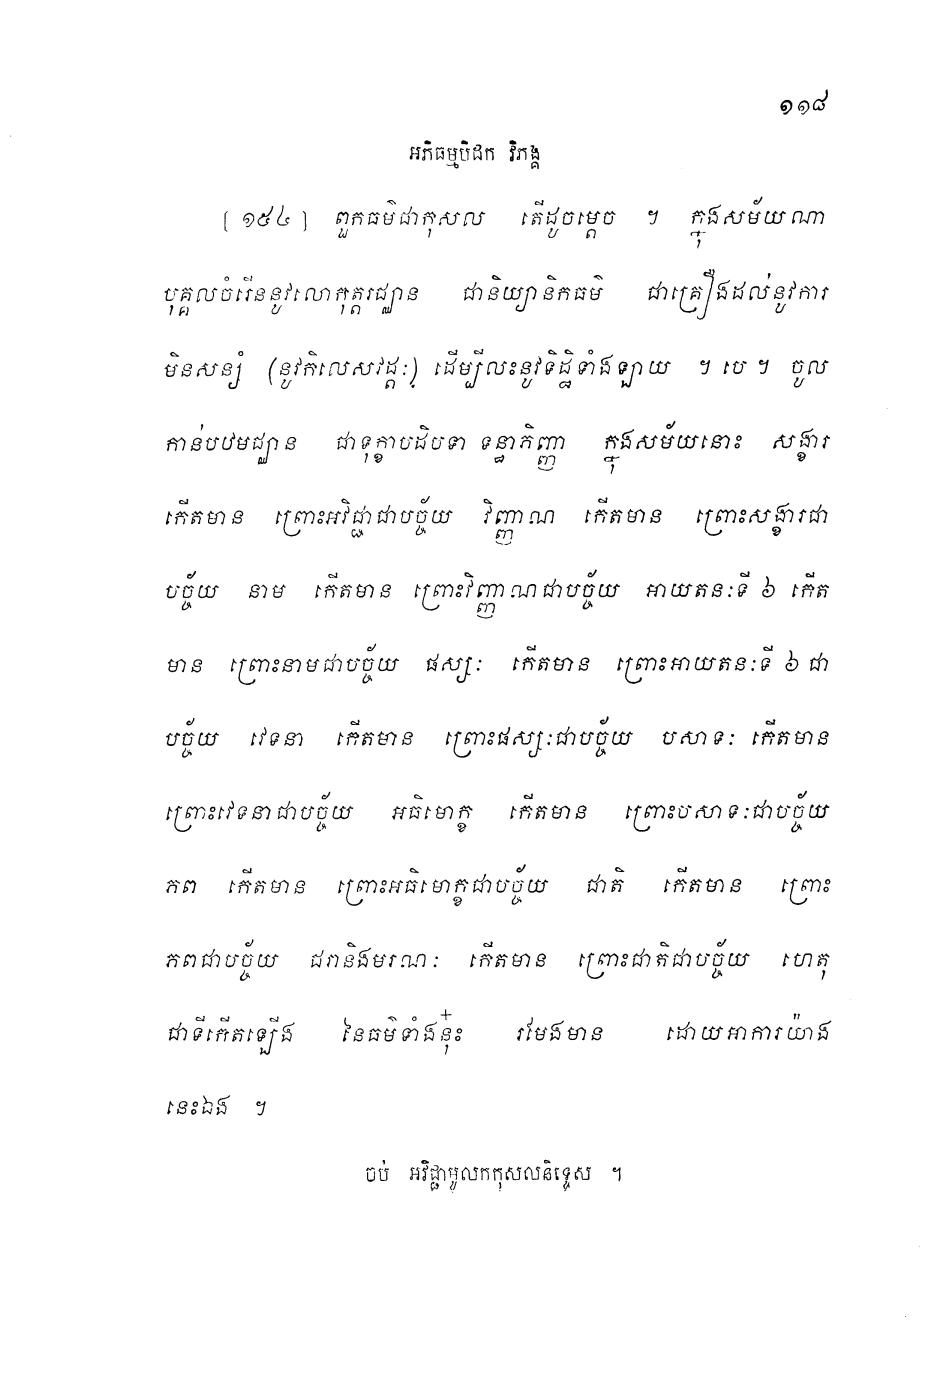 ១១៨
អភិធម្មបិដក វិភង្គ
[ ១៥៤ ] ពួកធម៌ជាកុសល តើដូចម្តេច ។ ក្នុងសម័យណា
បុគ្គលចំរើននូវលោកុត្តរជ្ឈាន ជានិយ្យានិកធម៌ ជាគ្រឿងដល់នូវការ
មិនសន្សំ (នូវកិលេសវដ្តៈ) ដើម្បីលះនូវទិដ្ឋិទាំងឡាយ ។ បេ ។ ចូល
កាន់បឋមជ្ឈាន ជាទុក្ខាបដិបទា ទន្ធាភិញ្ញា ក្នុងសម័យនោះ សង្ខារ
កើតមាន ព្រោះអវិជ្ជាជាបច្ច័យ វិញ្ញាណ កើតមាន ព្រោះសង្ខារជា
បច្ច័យ នាម កើតមាន ព្រោះវិញ្ញាណជាបច្ច័យ អាយតនៈទី ៦ កើត
មាន ព្រោះនាមជាបច្ច័យ ផស្សៈ កើតមាន ព្រោះអាយតនៈទី ៦ ជា
បច្ច័យ វេទនា កើតមាន ព្រោះផស្សៈជាបច្ច័យ បសាទៈ កើតមាន
ព្រោះវេទនាជាបច្ច័យ អធិមោក្ខ កើតមាន ព្រោះបសាទៈជាបច្ច័យ
ភព កើតមាន ព្រោះអធិមោក្ខជាបច្ច័យ ជាតិ កើតមាន ព្រោះ
ភពជាបច្ច័យ ជរានិងមរណៈ កើតមាន ព្រោះជាតិជាបច្ច័យ ហេតុ
ជាទីកើតឡើង នៃធម៌ទាំងនុ៎ះ រមែងមាន ដោយអាការយ៉ាង
នេះឯង ។
ចប់ អវិជ្ជាមូលកកុសលនិទ្ទេស ។